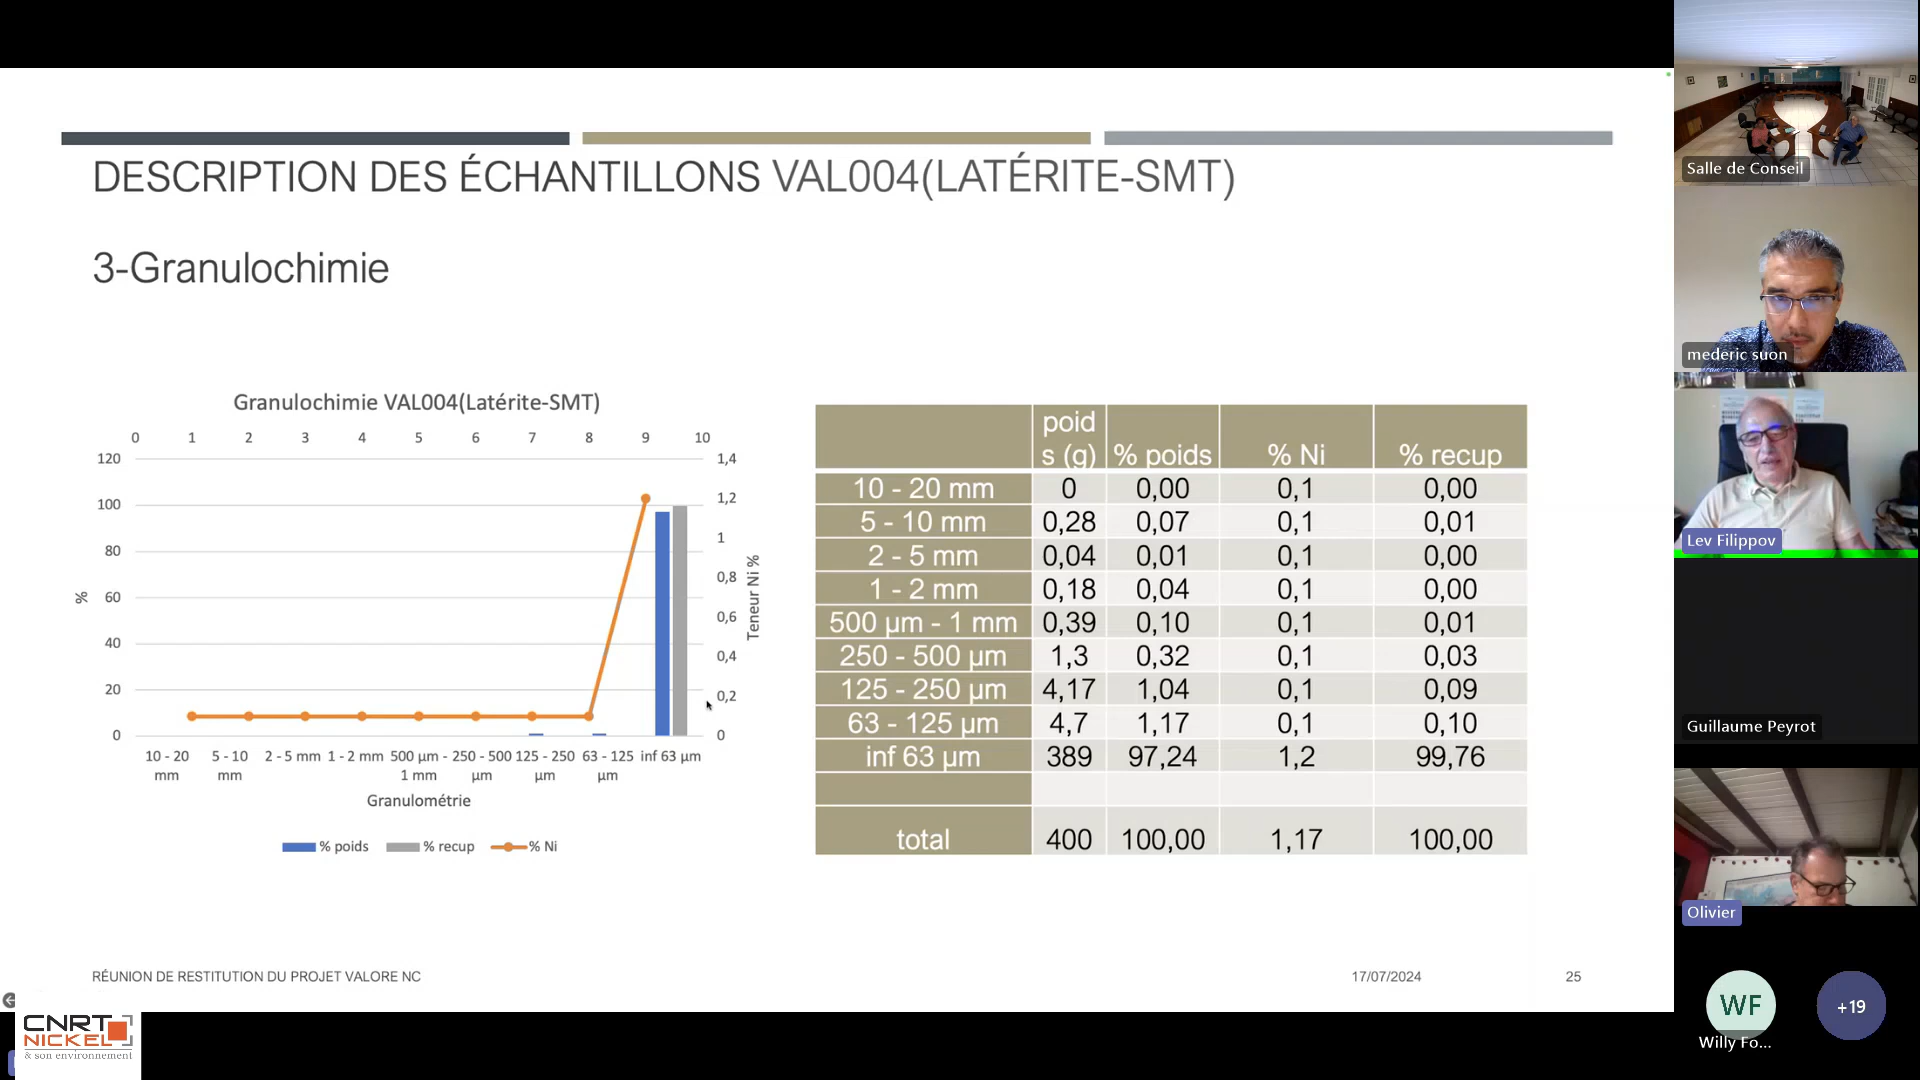 DESCRIPTION DES ÉCHANTILLONS VAL004(LATÉRITE-SMT)
3-Granulochimie
Granulochimie VAL004(Latérite-SMT)
0 1 2 3 4 5 6 7 8 9 10
120 1,4
100 1,2
80 1
60 0,8
40 0,6
20 0,4
0 0,2
0
%
Teneur Ni %
10 - 20 mm
5 - 10 mm
2 - 5 mm
1 - 2 mm
500 µm - 1 mm
250 - 500 µm
125 - 250 µm
63 - 125 µm
inf 63 µm
Granulométrie
% poids % recup % Ni
poids (g) % poids % Ni % recup
10 - 20 mm 0 0,00 0,1 0,00
5 - 10 mm 0,28 0,07 0,1 0,01
2 - 5 mm 0,04 0,01 0,1 0,00
1 - 2 mm 0,18 0,04 0,1 0,00
500 µm - 1 mm 0,39 0,10 0,1 0,01
250 - 500 µm 1,3 0,32 0,1 0,03
125 - 250 µm 4,17 1,04 0,1 0,09
63 - 125 µm 4,7 1,17 0,1 0,10
inf 63 µm 389 97,24 1,2 99,76
total 400 100,00 1,17 100,00
RÉUNION DE RESTITUTION DU PROJET VALORE NC 17/07/2024 25
CNRT
NICKEL
& son environnement
Salle de Conseil
mederic suon
Lev Filippov
Guillaume Peyrot
Olivier
WF
Willy Fo...
+19